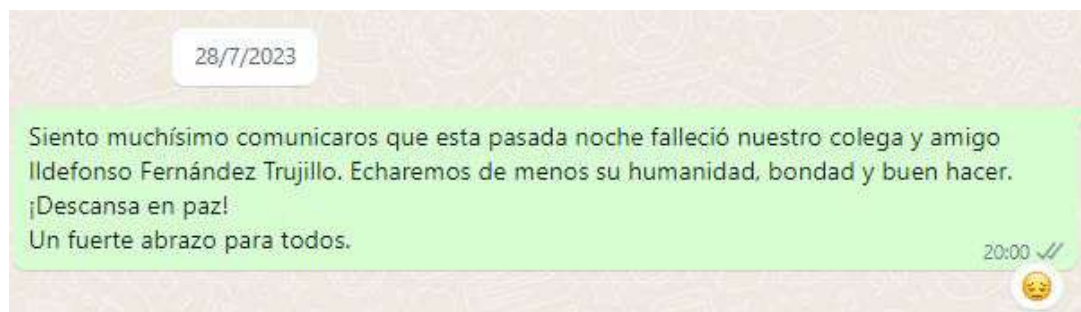 28/7/2023
Siento muchísimo comunicaros que esta pasada noche falleció nuestro colega y amigo
Ildefonso Fernández Trujillo. Echaremos de menos su humanidad, bondad y buen hacer.
¡Descansa en paz!
Un fuerte abrazo para todos.
20:00